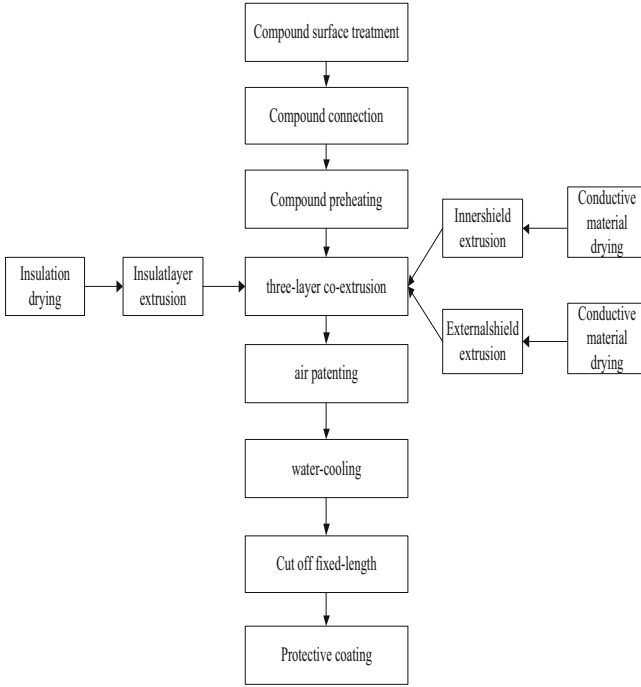 Compound surface treatment
Compound connection
Compound preheating
Innershield
extrusion
Conductive
material
drying
Insulation
drying
Insulatlayer
extrusion
three-layer co-extrusion
Externalshield
extrusion
Conductive
material
drying
air patenting
water-cooling
Cut off fixed-length
Protective coating